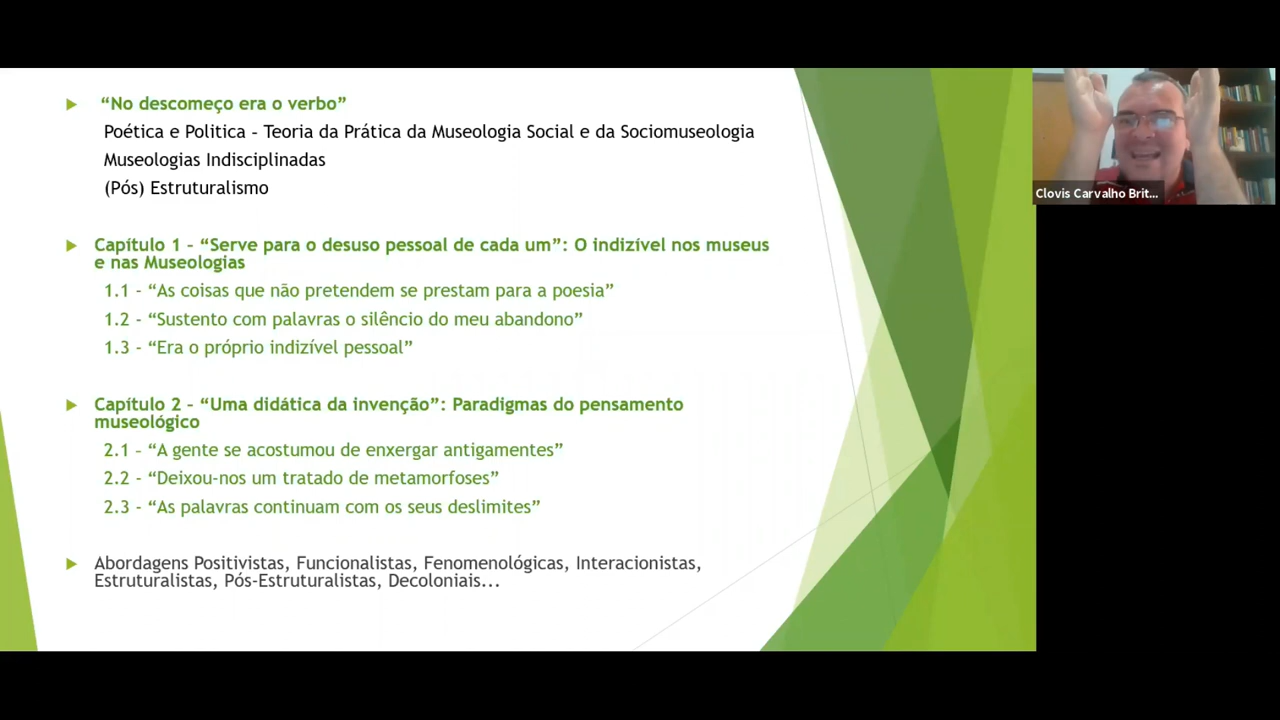 “No descomeço era o verbo”
Poética e Politica - Teoria da Prática da Museologia Social e da Sociomuseologia
Museologias Indisciplinadas
(Pós) Estruturalismo
Capítulo 1 - “Serve para o desuso pessoal de cada um”: O indizível nos museus
e nas Museologias
1.1 - “As coisas que não pretendem se prestam para a poesia”
1.2 - “Sustento com palavras o silêncio do meu abandono”
1.3 - “Era o próprio indizível pessoal”
Capítulo 2 - “Uma didática da invenção”: Paradigmas do pensamento
museológico
2.1 - “A gente se acostumou de enxergar antigamentes”
2.2 - “Deixou-nos um tratado de metamorfoses”
2.3 - “As palavras continuam com os seus deslimites”
Abordagens Positivistas, Funcionalistas, Fenomenológicas, Interacionistas,
Estruturalistas, Pós-Estruturalistas, Decoloniais...
Clovis Carvalho Brit...